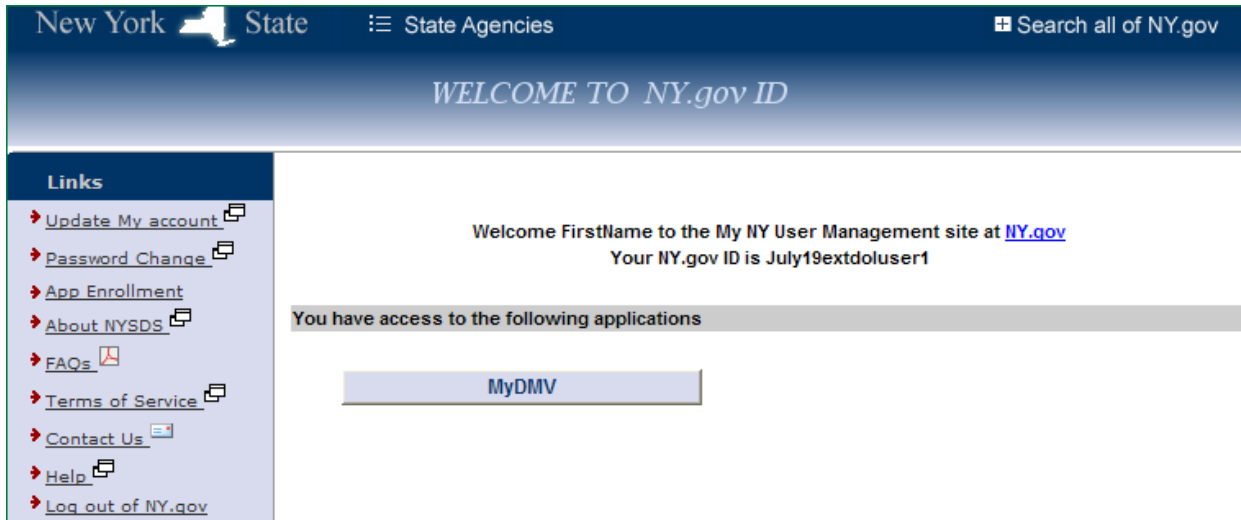 New York State State Agencies Search all of NY.gov
WELCOME TO NY.gov ID
Links
Update My account
Password Change
App Enrollment
About NYSDS
FAQs
Terms of Service
Contact Us
Help
Log out of NY.gov
Welcome FirstName to the My NY User Management site at NY.gov
Your NY.gov ID is July19extdoluser1
You have access to the following applications
MyDMV